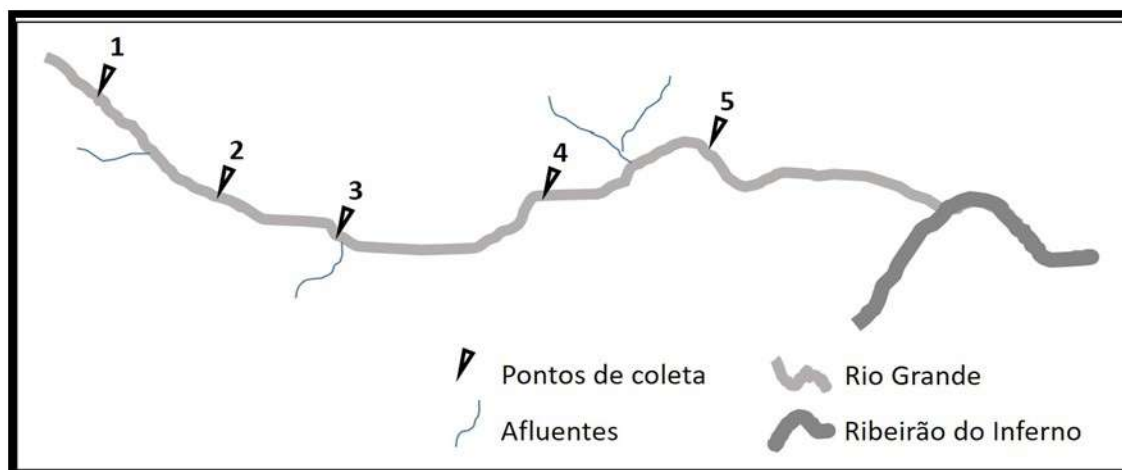 1
2
3
4
5
Pontos de coleta
Rio Grande
Afluentes
Ribeirão do Inferno